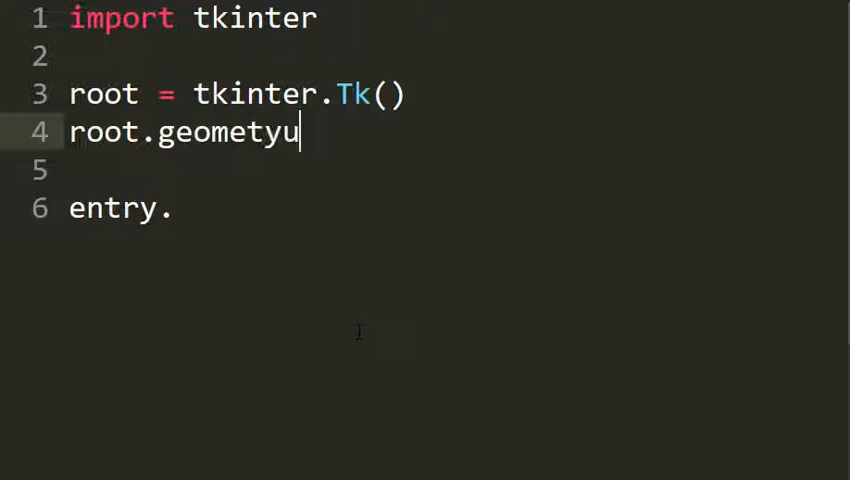 1 import tkinter
2
3 root = tkinter.Tk()
4 root.geometyu
5
6 entry.